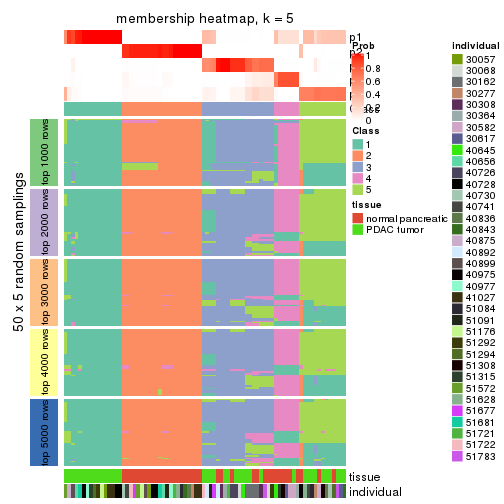 membership heatmap, k = 5
p1
Prob
1
0.8
0.6
0.4
0.2
0
Class
1
2
3
4
5
tissue
normal pancreatic
PDAC tumor
individual
30057
30068
30162
30277
30308
30364
30582
30617
40645
40656
40726
40728
40730
40741
40836
40843
40875
40892
40899
40975
40977
41027
51084
51091
51176
51292
51294
51308
51315
51572
51628
51677
51681
51721
51722
51783
50 x 5 random samplings
top 1000 rows
top 2000 rows
top 3000 rows
top 4000 rows
top 5000 rows
tissue
individual